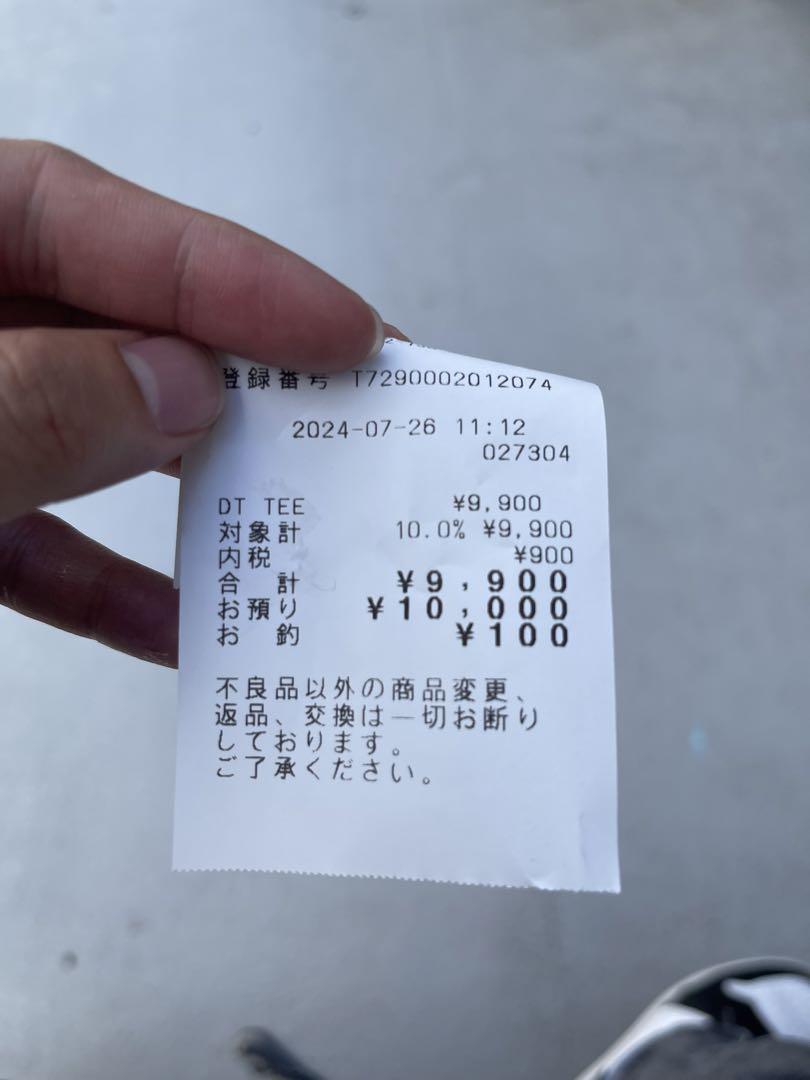 登録番号 T7290002012074
2024-07-26 11:12
027304
DT TEE ¥9,900
対象計 10.0% ¥9,900
内税 ¥900
合 計 ¥9,900
お預り ¥10,000
お 釣 ¥100
不良品以外の商品変更、
返品、交換は一切お断り
しております。
ご了承ください。